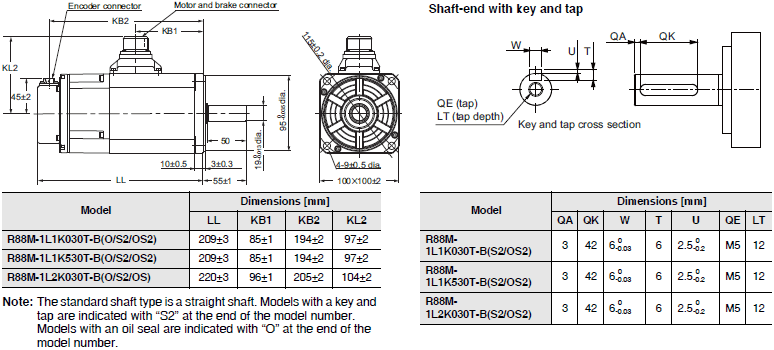 Encoder connector
Motor and brake connector
KB2
KB1
KL2
45±2
50
10±0.5
3±0.3
LL
55±1
115±0.2 dia.
4-9±0.5 dia.
100×100±2
Shaft-end with key and tap
QA
QK
W
U
T
QE (tap)
LT (tap depth)
Key and tap cross section
Model Dimensions [mm]
LL KB1 KB2 KL2
R88M-1L1K030T-B(O/S2/OS2) 209±3 85±1 194±2 97±2
R88M-1L1K530T-B(O/S2/OS2) 209±3 85±1 194±2 97±2
R88M-1L2K030T-B(O/S2/OS) 220±3 96±1 205±2 104±2
Note: The standard shaft type is a straight shaft. Models with a key and
tap are indicated with “S2” at the end of the model number.
Models with an oil seal are indicated with “O” at the end of the
model number.
Model Dimensions [mm]
QA QK W T U QE LT
R88M-
1L1K030T-B(S2/OS2) 3 42 6 0 -0.03 6 2.5 0 -0.2 M5 12
R88M-
1L1K530T-B(S2/OS2) 3 42 6 0 -0.03 6 2.5 0 -0.2 M5 12
R88M-
1L2K030T-B(S2/OS2) 3 42 6 0 -0.03 6 2.5 0 -0.2 M5 12